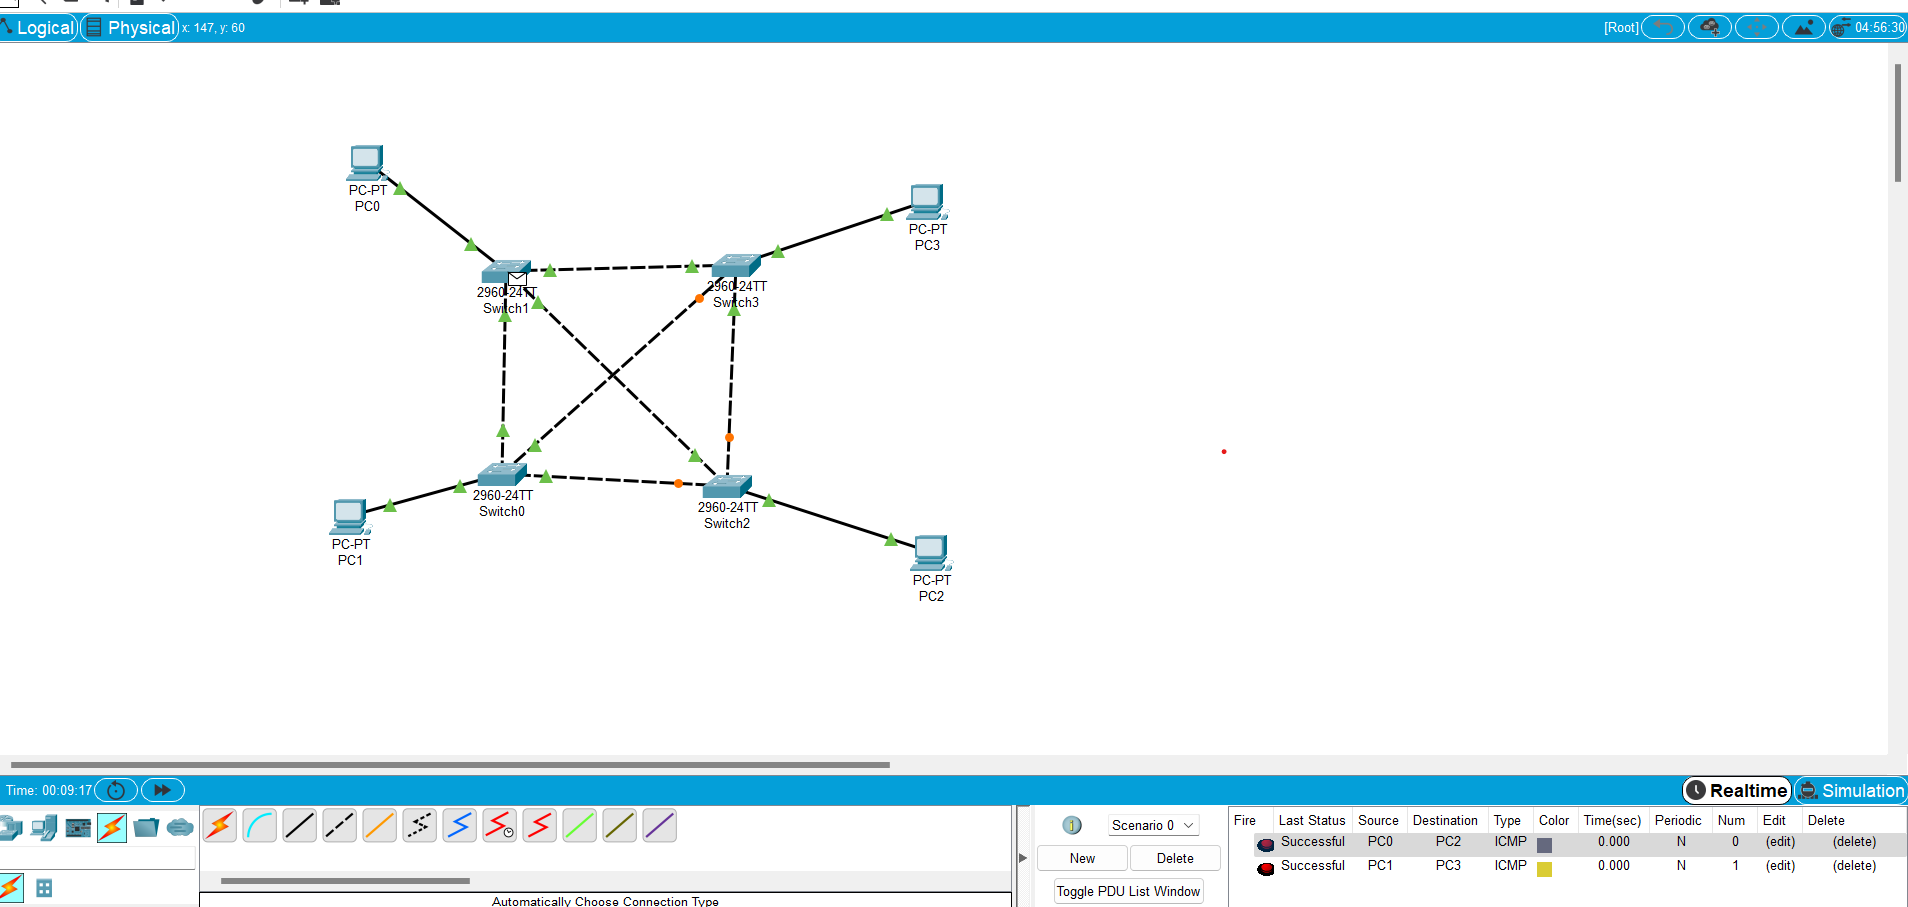 Logical Physical x: 147, y: 60 [Root] 04:56:30
PC-PT
PC0
PC-PT
PC3
2960-24TT
Switch1
2960-24TT
Switch3
2960-24TT
Switch0
2960-24TT
Switch2
PC-PT
PC1
PC-PT
PC2
Time: 00:09:17 Realtime Simulation
Scenario 0
New Delete
Toggle PDU List Window
Fire Last Status Source Destination Type Color Time(sec) Periodic Num Edit Delete
Successful PC0 PC2 ICMP 0.000 N 0 (edit) (delete)
Successful PC1 PC3 ICMP 0.000 N 1 (edit) (delete)
Automatically Choose Connection Type